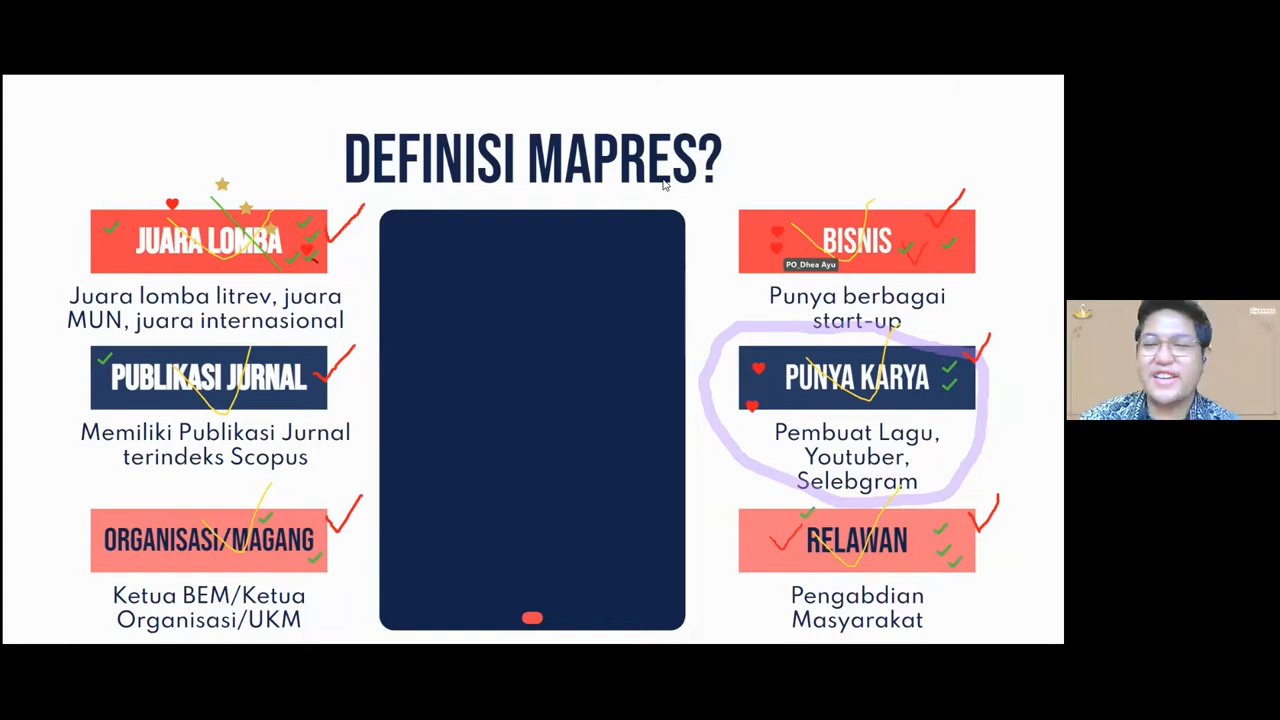 DEFINISI MAPRES?
JUARA LOMBA
Juara lomba litrev, juara
MUN, juara internasional
PUBLIKASI JURNAL
Memiliki Publikasi Jurnal
terindeks Scopus
ORGANISASI/MAGANG
Ketua BEM/Ketua
Organisasi/UKM
BISNIS
PO_Dhea Ayu
Punya berbagai
start-up
PUNYA KARYA
Pembuat Lagu,
Youtuber,
Selebgram
RELAWAN
Pengabdian
Masyarakat